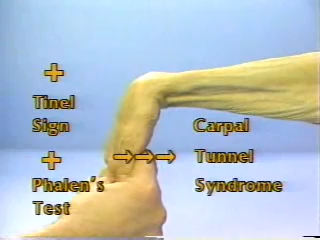 +
Tinel
Sign
+
Phalen's
Test
→→→
Carpal
Tunnel
Syndrome